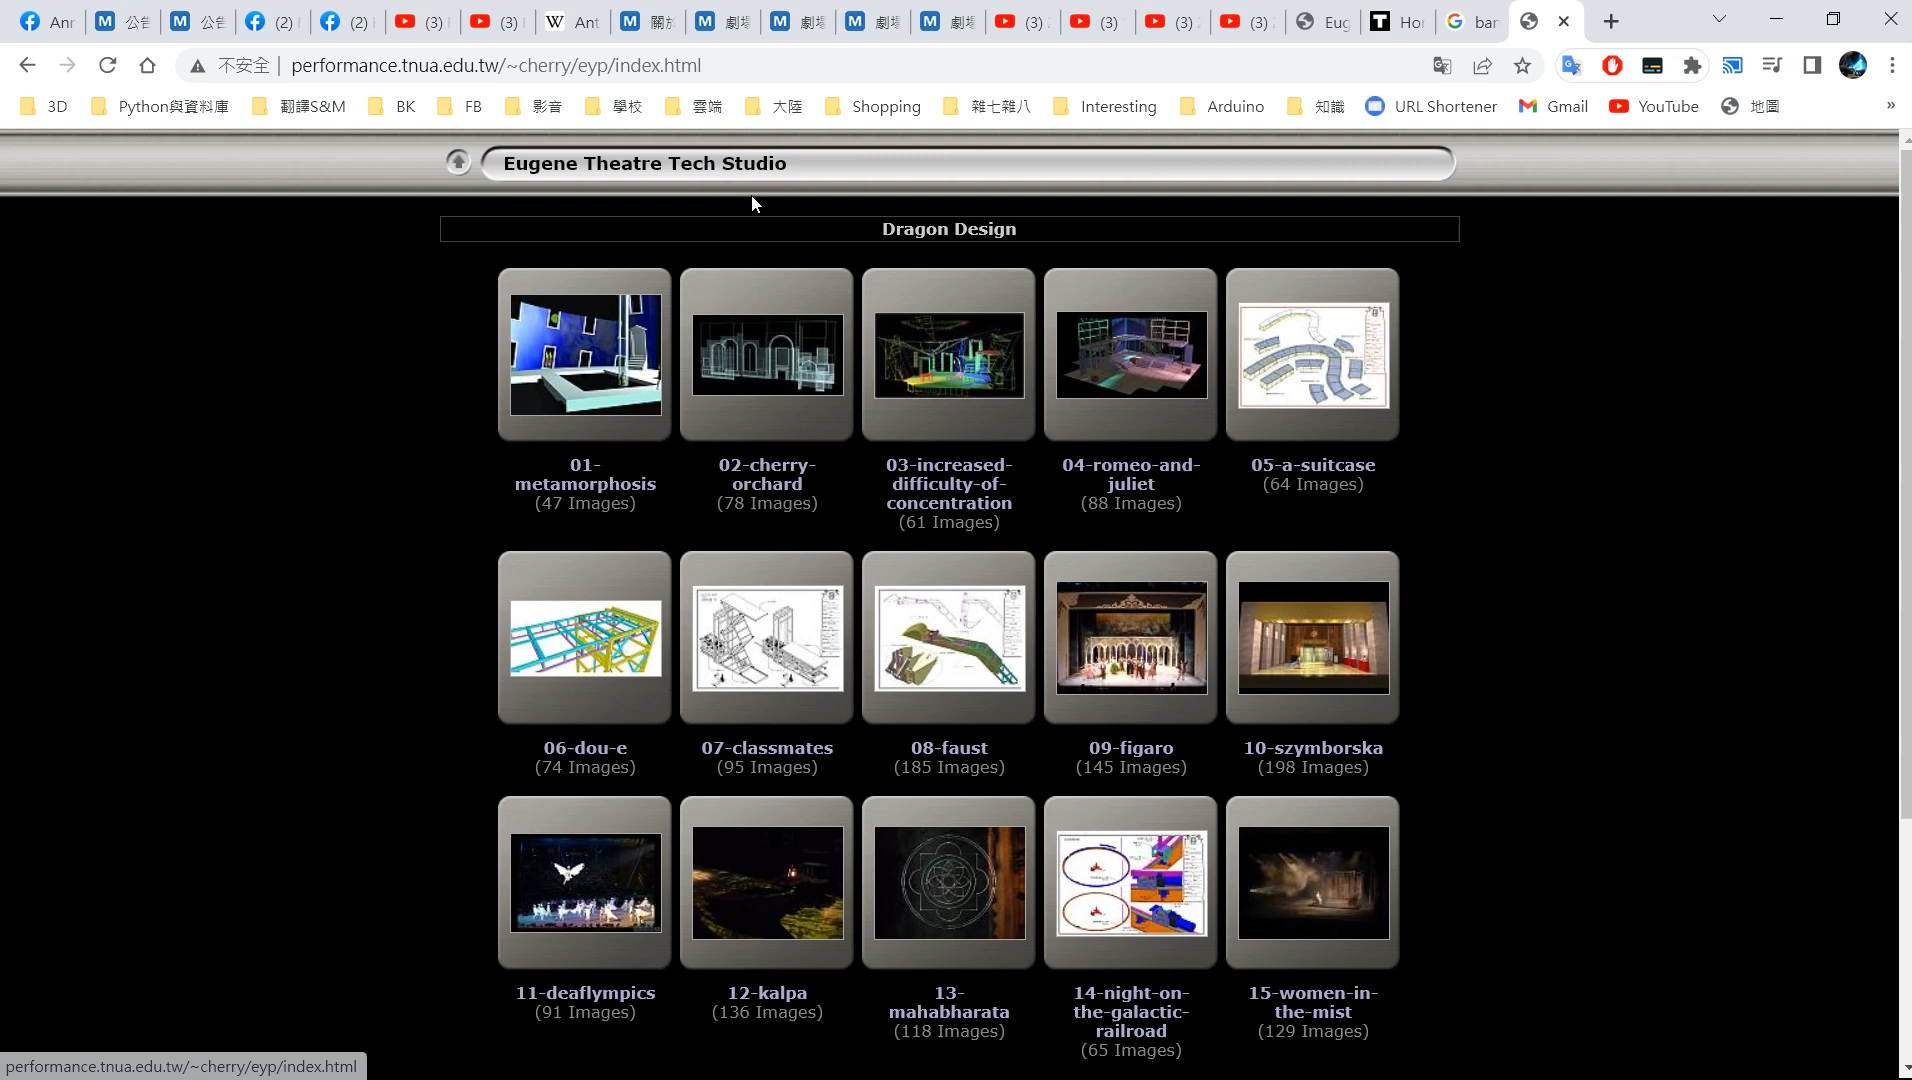 Anr
公告
公告
(2)
(2)
(3)
(3)
W
Ant
關於
劇場
劇場
劇場
劇場
(3)
(3)
(3)
(3)
Eug
Hor
bar
不安全
performance.tnua.edu.tw/~cherry/eyp/index.html
3D
Python與資料庫
翻譯S&M
BK
FB
影音
學校
雲端
大陸
Shopping
雜七雜八
Interesting
Arduino
知識
URL Shortener
Gmail
YouTube
地圖
»
Eugene Theatre Tech Studio
Dragon Design
01-
metamorphosis
(47 Images)
02-cherry-
orchard
(78 Images)
03-increased-
difficulty-of-
concentration
(61 Images)
04-romeo-and-
juliet
(88 Images)
05-a-suitcase
(64 Images)
06-dou-e
(74 Images)
07-classmates
(95 Images)
08-faust
(185 Images)
09-figaro
(145 Images)
10-szymborska
(198 Images)
11-deaflympics
(91 Images)
12-kalpa
(136 Images)
13-
mahabharata
(118 Images)
14-night-on-
the-galactic-
railroad
(65 Images)
15-women-in-
the-mist
(129 Images)
performance.tnua.edu.tw/~cherry/eyp/index.html